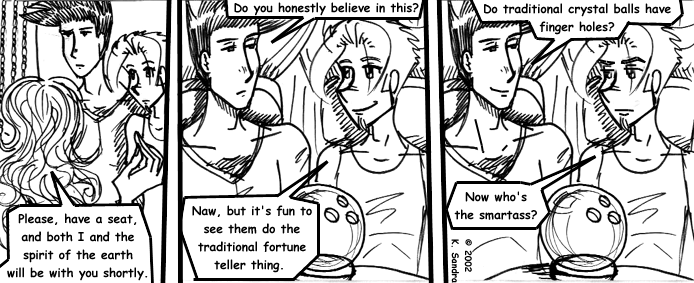 Please, have a seat,
and both I and the
spirit of the earth
will be with you shortly.
Do you honestly believe in this?
Naw, but it's fun to
see them do the
traditional fortune
teller thing.
Do traditional crystal balls have
finger holes?
Now who's
the smartass?
© 2002
K. Sandra